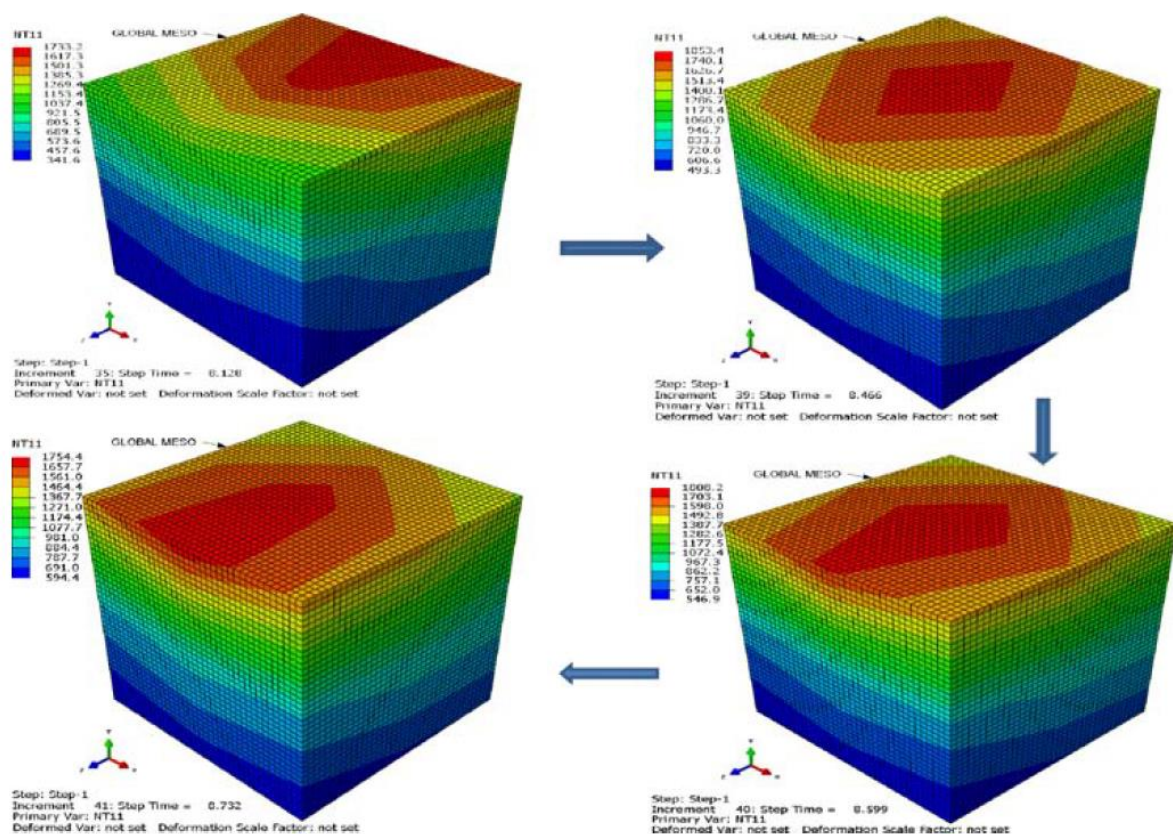 NT11
GLOBAL MESO
1733.2
1617.3
1501.3
1385.3
1269.4
1153.4
1037.4
921.5
805.5
689.5
573.6
457.6
341.6
Step: Step-1
Increment 35: Step Time = 8.128
Primary Var: NT11
Deformed Var: not set Deformation Scale Factor: not set
NT11
GLOBAL MESO
1853.4
1740.1
1626.7
1513.4
1400.1
1286.7
1173.4
1060.0
946.7
833.3
720.0
606.6
493.3
Step: Step-1
Increment 39: Step Time = 8.466
Primary Var: NT11
Deformed Var: not set Deformation Scale Factor: not set
NT11
GLOBAL MESO
1754.4
1657.7
1561.0
1464.4
1367.7
1271.0
1174.4
1077.7
981.0
884.4
787.7
691.0
594.4
Step: Step-1
Increment 41: Step Time = 8.732
Primary Var: NT11
Deformed Var: not set Deformation Scale Factor: not set
NT11
GLOBAL MESO
1808.2
1703.1
1598.0
1492.8
1387.7
1282.6
1177.5
1072.4
967.3
862.2
757.1
652.0
546.9
Step: Step-1
Increment 40: Step Time = 8.599
Primary Var: NT11
Deformed Var: not set Deformation Scale Factor: not set